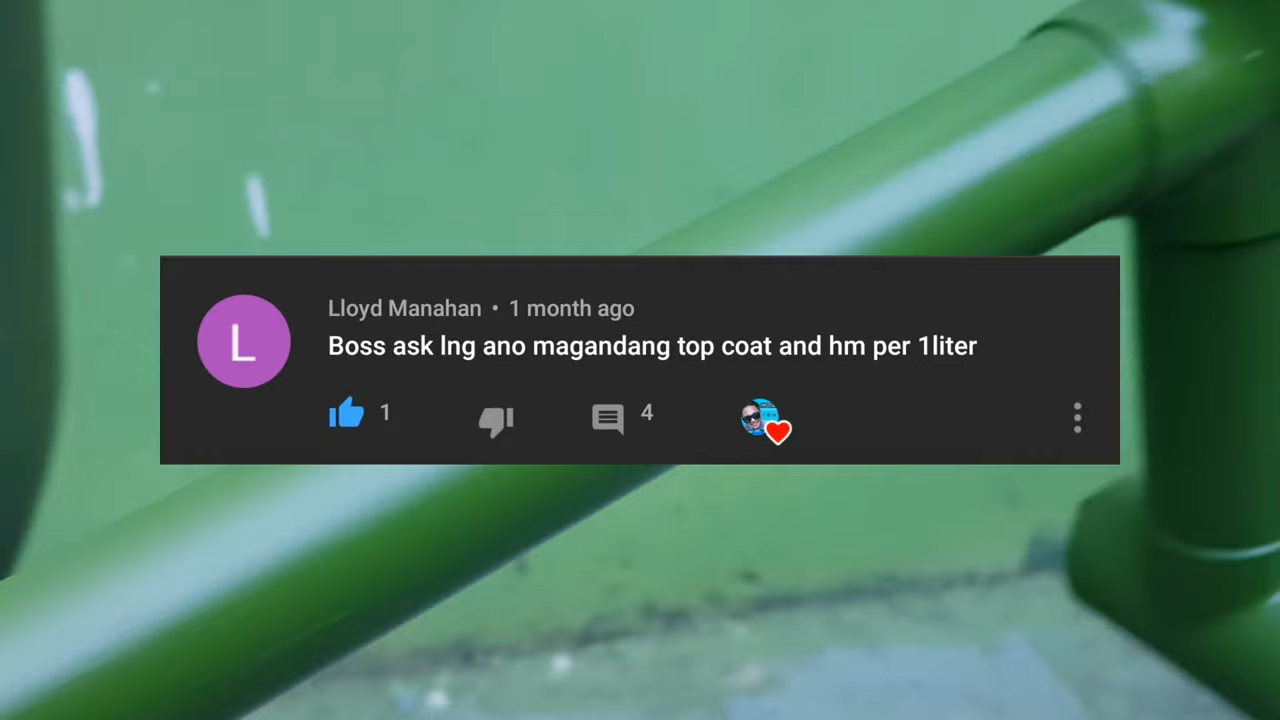 L
Lloyd Manahan • 1 month ago
Boss ask lng ano magandang top coat and hm per 1liter
1
4